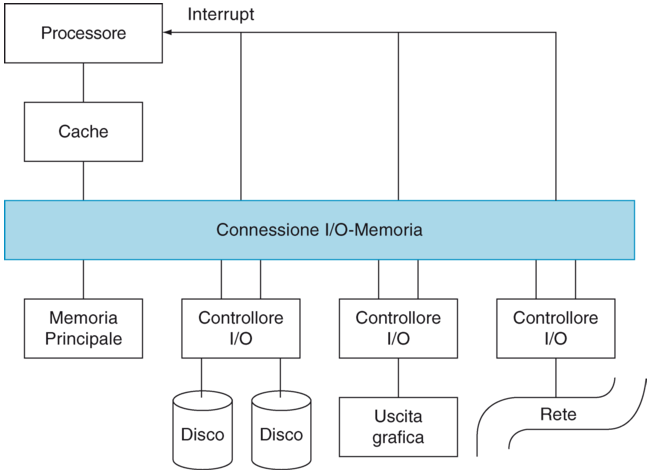 Interrupt
Processore
Cache
Connessione I/O-Memoria
Memoria
Principale
Controllore
I/O
Controllore
I/O
Controllore
I/O
Disco
Disco
Uscita
grafica
Rete